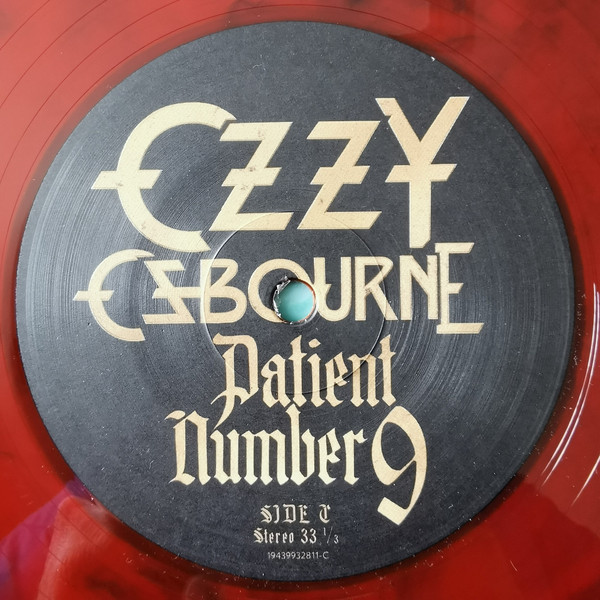 OZZY
OSBOURNE
Patient
Number 9
SIDE C
Stereo 33 1/3
19439932811-C